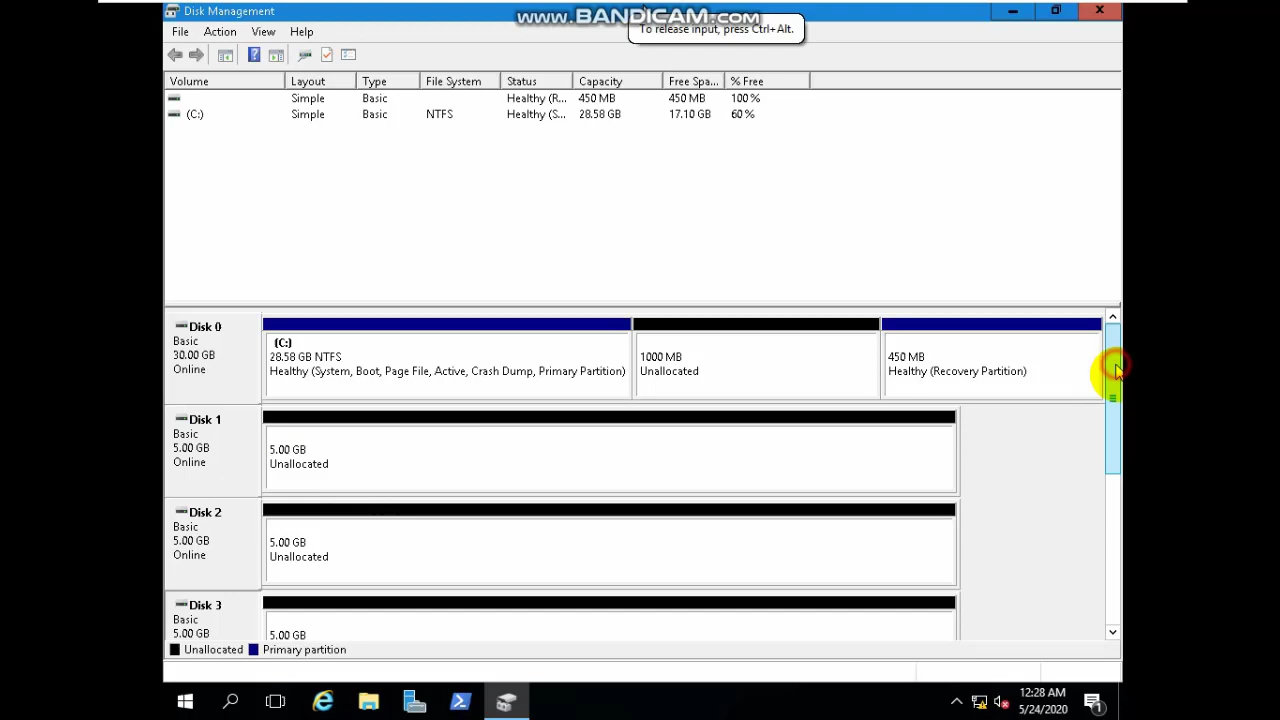 Disk Management
www.BANDICAM.com
To release input, press Ctrl+Alt.
File Action View Help
Volume Layout Type File System Status Capacity Free Spa... % Free
Simple Basic Healthy (R... 450 MB 450 MB 100 %
(C:) Simple Basic NTFS Healthy (S... 28.58 GB 17.10 GB 60 %
Disk 0
Basic
30.00 GB
Online
(C:)
28.58 GB NTFS
Healthy (System, Boot, Page File, Active, Crash Dump, Primary Partition)
1000 MB
Unallocated
450 MB
Healthy (Recovery Partition)
Disk 1
Basic
5.00 GB
Online
5.00 GB
Unallocated
Disk 2
Basic
5.00 GB
Online
5.00 GB
Unallocated
Disk 3
Basic
5.00 GB
5.00 GB
Unallocated Primary partition
12:28 AM
5/24/2020
1